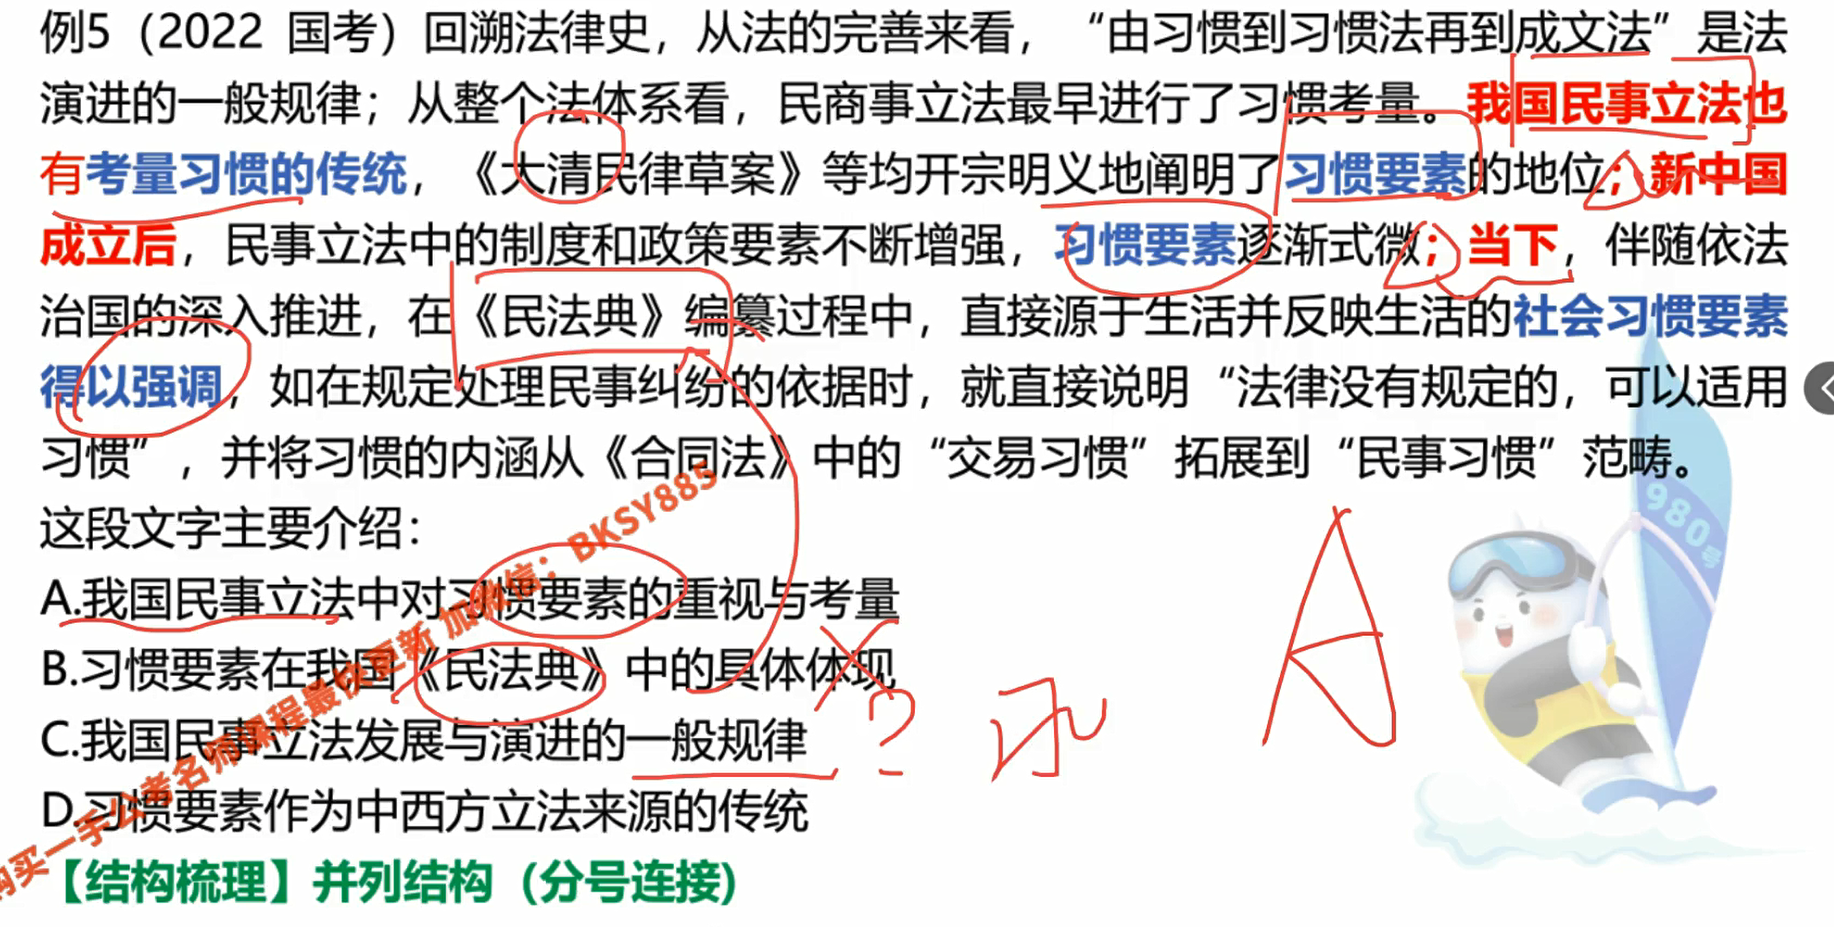 例5（2022 国考）回溯法律史，从法的完善来看，“由习惯到习惯法再到成文法”是法
演进的一般规律；从整个法体系看，民商事立法最早进行了习惯考量。我国民事立法也
有考量习惯的传统，《大清民律草案》等均开宗明义地阐明了习惯要素的地位；新中国
成立后，民事立法中的制度和政策要素不断增强，习惯要素逐渐式微；当下，伴随依法
治国的深入推进，在《民法典》编纂过程中，直接源于生活并反映生活的社会习惯要素
得以强调，如在规定处理民事纠纷的依据时，就直接说明“法律没有规定的，可以适用
习惯”，并将习惯的内涵从《合同法》中的“交易习惯”拓展到“民事习惯”范畴。
这段文字主要介绍：
A.我国民事立法中对习惯要素的重视与考量
B.习惯要素在我国《民法典》中的具体体现
C.我国民事立法发展与演进的一般规律
D.习惯要素作为中西方立法来源的传统
【结构梳理】并列结构（分号连接)
购买一手公考名师课程最快更新 加微信：BKSY885
980号
A
?